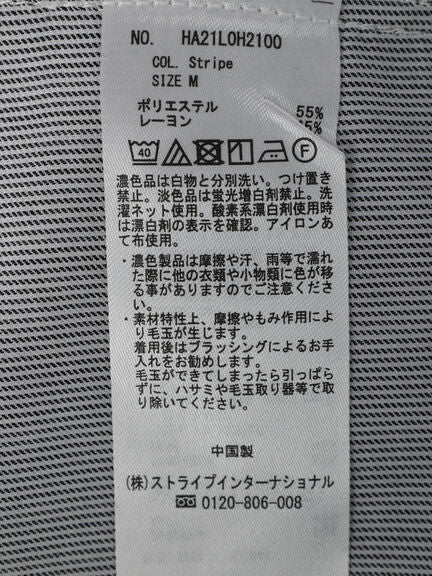 NO. HA21L0H2100
COL. Stripe
SIZE M
ポリエステル 55%
レーヨン 45%
40 F
濃色品は白物と分別洗い。つけ置き
禁止。淡色品は蛍光増白剤禁止。洗
濯ネット使用。酸素系漂白剤使用時
は漂白剤の表示を確認。アイロンあ
て布使用。
・濃色製品は摩擦や汗、雨等で濡れ
た際に他の衣類や小物類に色が移
る事がありますのでご注意くださ
い。
・素材特性上、摩擦やもみ作用によ
り毛玉が生じます。
着用後はブラッシングによるお手
入れをお勧めします。
毛玉ができてしまったら引っぱら
ずに、ハサミや毛玉取り器等で取
り除いてください。
中国製
(株)ストライプインターナショナル
0120-806-008